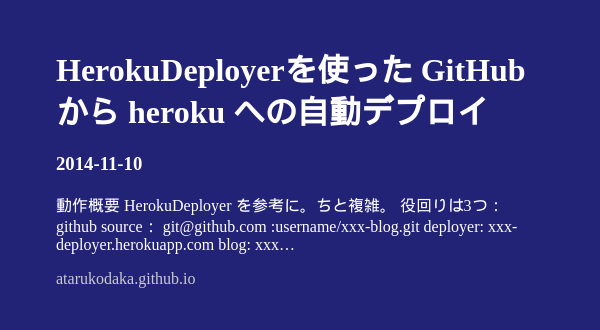 HerokuDeployerを使った GitHub
から heroku への自動デプロイ
2014-11-10
動作概要 HerokuDeployer を参考に。ちと複雑。 役回りは3つ：
github source： git@github.com :username/xxx-blog.git deployer: xxx-
deployer.herokuapp.com blog: xxx…
atarukodaka.github.io